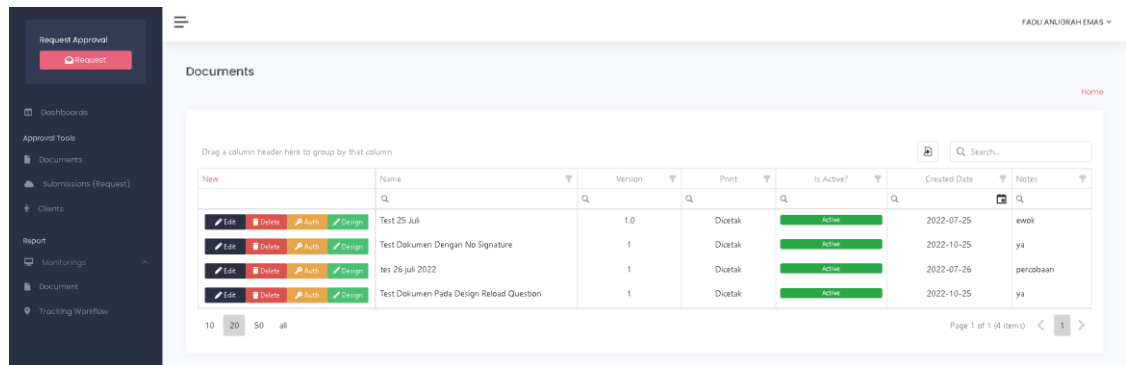 Request Approval
Request
Dashboards
Approval Tools
Documents
Submissions (Request)
Clients
Report
Monitorings
Document
Tracking Workflow
FADLI ANUGRAH EMAS
Documents
Home
Drag a column header here to group by that column
Search...
New Name Version Print Is Active? Created Date Notes
Edit Delete Auth Design Test 25 Juli 1.0 Dicetak Active 2022-07-25 ewok
Edit Delete Auth Design Test Dokumen Dengan No Signature 1 Dicetak Active 2022-10-25 ya
Edit Delete Auth Design tes 26 juli 2022 1 Dicetak Active 2022-07-26 percobaan
Edit Delete Auth Design Test Dokumen Pada Design Reload Question 1 Dicetak Active 2022-10-25 ya
10 20 50 all Page 1 of 1 (4 items) 1